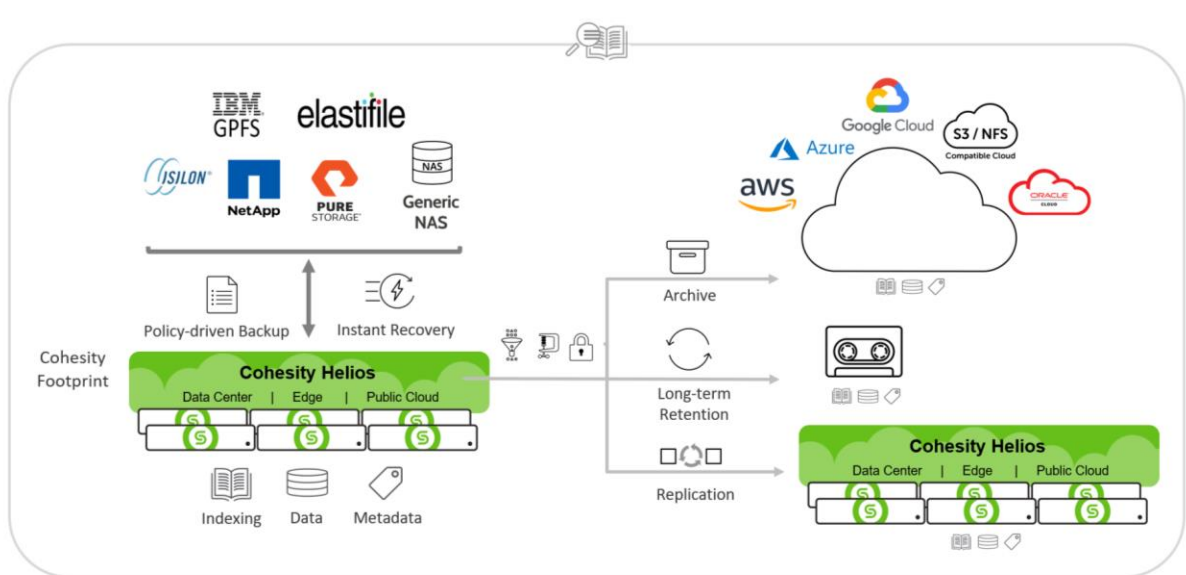 IBM
GPFS
elastifile
ISILON
NetApp
PURE
STORAGE
NAS
Generic
NAS
Google Cloud
S3 / NFS
Compatible Cloud
Azure
aws
ORACLE
CLOUD
Policy-driven Backup
Instant Recovery
Archive
Cohesity
Footprint
Cohesity Helios
Data Center | Edge | Public Cloud
Long-term
Retention
Indexing
Data
Metadata
Replication
Cohesity Helios
Data Center | Edge | Public Cloud